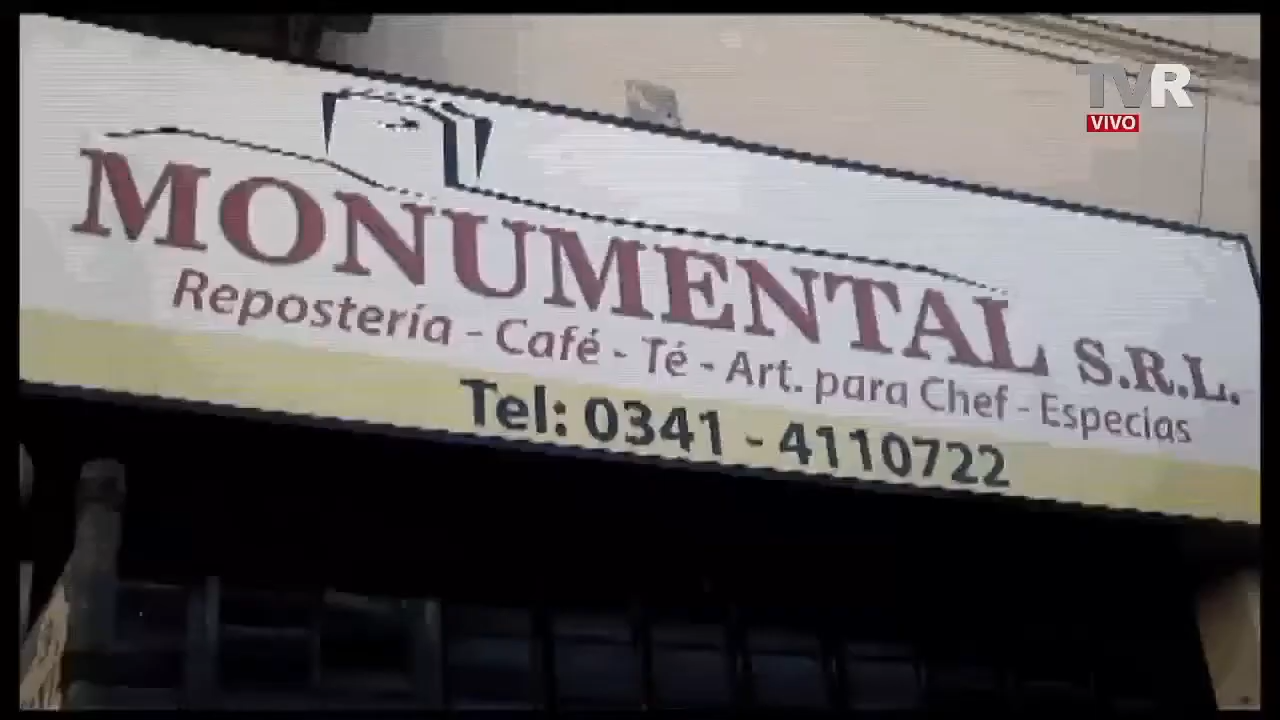 TVR
VIVO
MONUMENTAL S.R.L.
Repostería - Café - Té - Art. para Chef - Especias
Tel: 0341 - 4110722